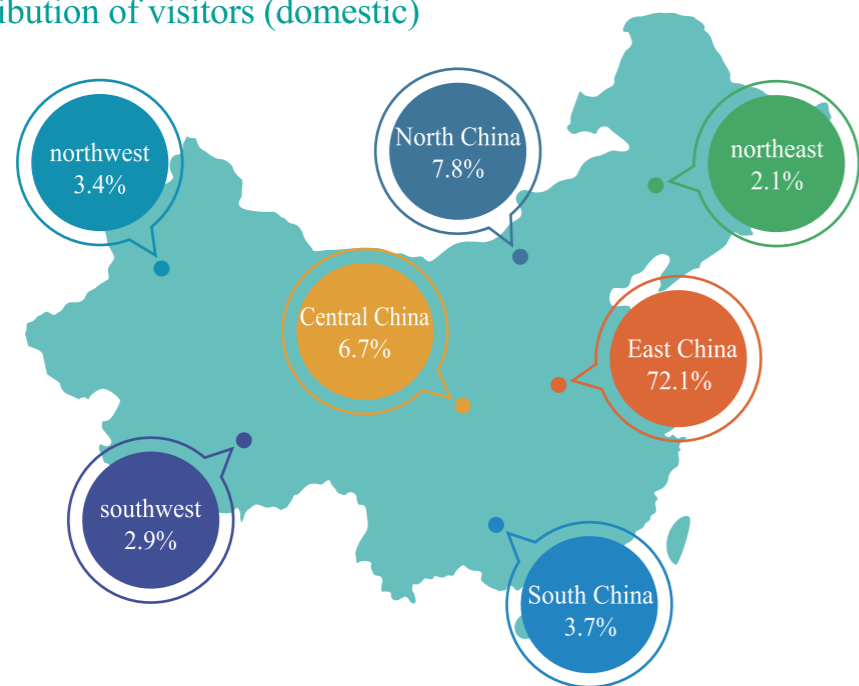 ibution of visitors (domestic)
northwest
3.4%
North China
7.8%
northeast
2.1%
Central China
6.7%
East China
72.1%
southwest
2.9%
South China
3.7%